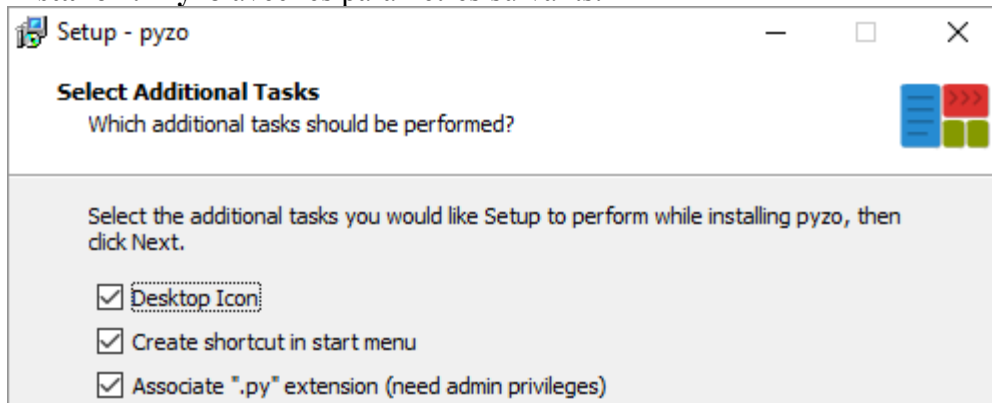 Setup - pyzo
Select Additional Tasks
Which additional tasks should be performed?
>>>
Select the additional tasks you would like Setup to perform while installing pyzo, then
click Next.
Desktop Icon
Create shortcut in start menu
Associate ".py" extension (need admin privileges)